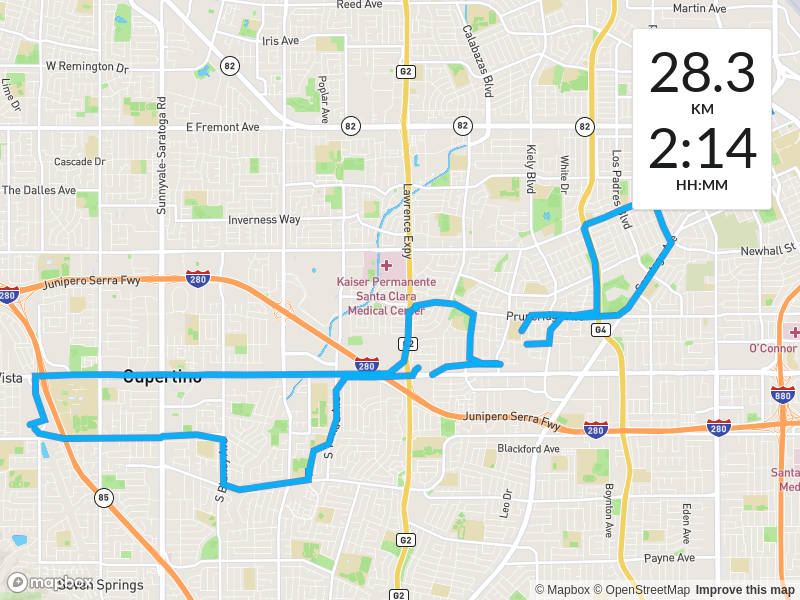 Reed Ave
Martin Ave
Iris Ave
82
W Remington Dr
G2
Calabazas Blvd
28.3
KM
2:14
HH:MM
Lime Dr
Poplar Ave
Sunnyvale-Saratoga Rd
E Fremont Ave
82
82
82
Cascade Dr
Kiely Blvd
White Dr
Los Padres Blvd
The Dalles Ave
Lawrence Expy
Inverness Way
Newhall St
Kaiser Permanente
Santa Clara
Medical Center
Junipero Serra Fwy
280
280
Pruneridge Ave
G4
O'Connor
Vista
Cupertino
280
880
Junipero Serra Fwy
280
280
Blackford Ave
85
Leo Dr
Boynton Ave
Eden Ave
Santa
Med
G2
Payne Ave
Seven Springs
G2
mapbox
© Mapbox © OpenStreetMap Improve this map